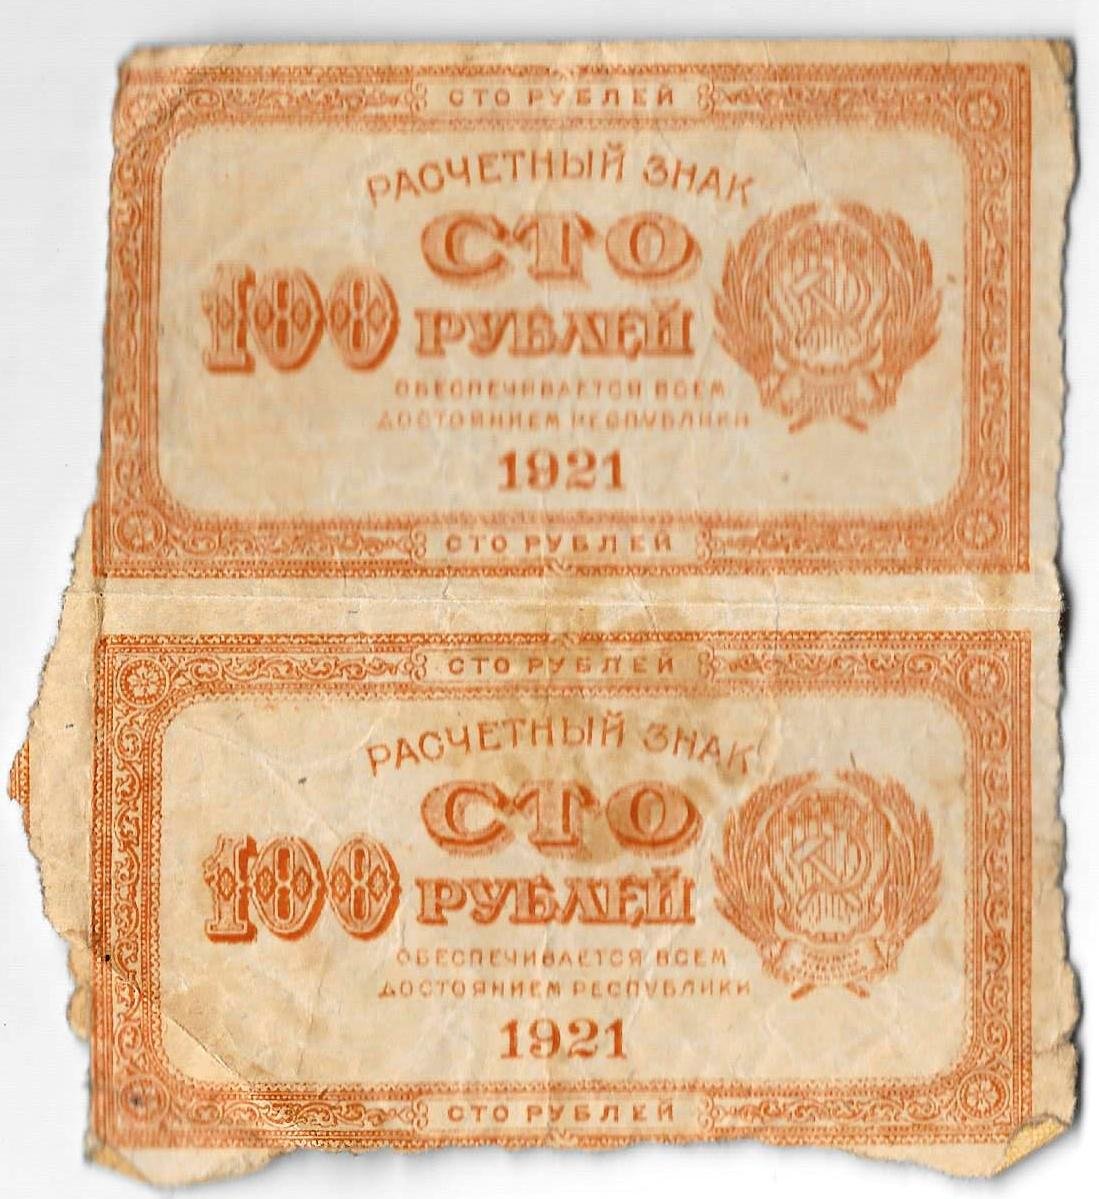 СТО РУБЛЕЙ
РАСЧЕТНЫЙ ЗНАК
СТО
100 РУБЛЕЙ
ОБЕСПЕЧИВАЕТСЯ ВСЕМ
ДОСТОЯНИЕМ РЕСПУБЛИКИ
1921
СТО РУБЛЕЙ
СТО РУБЛЕЙ
РАСЧЕТНЫЙ ЗНАК
СТО
100 РУБЛЕЙ
ОБЕСПЕЧИВАЕТСЯ ВСЕМ
ДОСТОЯНИЕМ РЕСПУБЛИКИ
1921
СТО РУБЛЕЙ